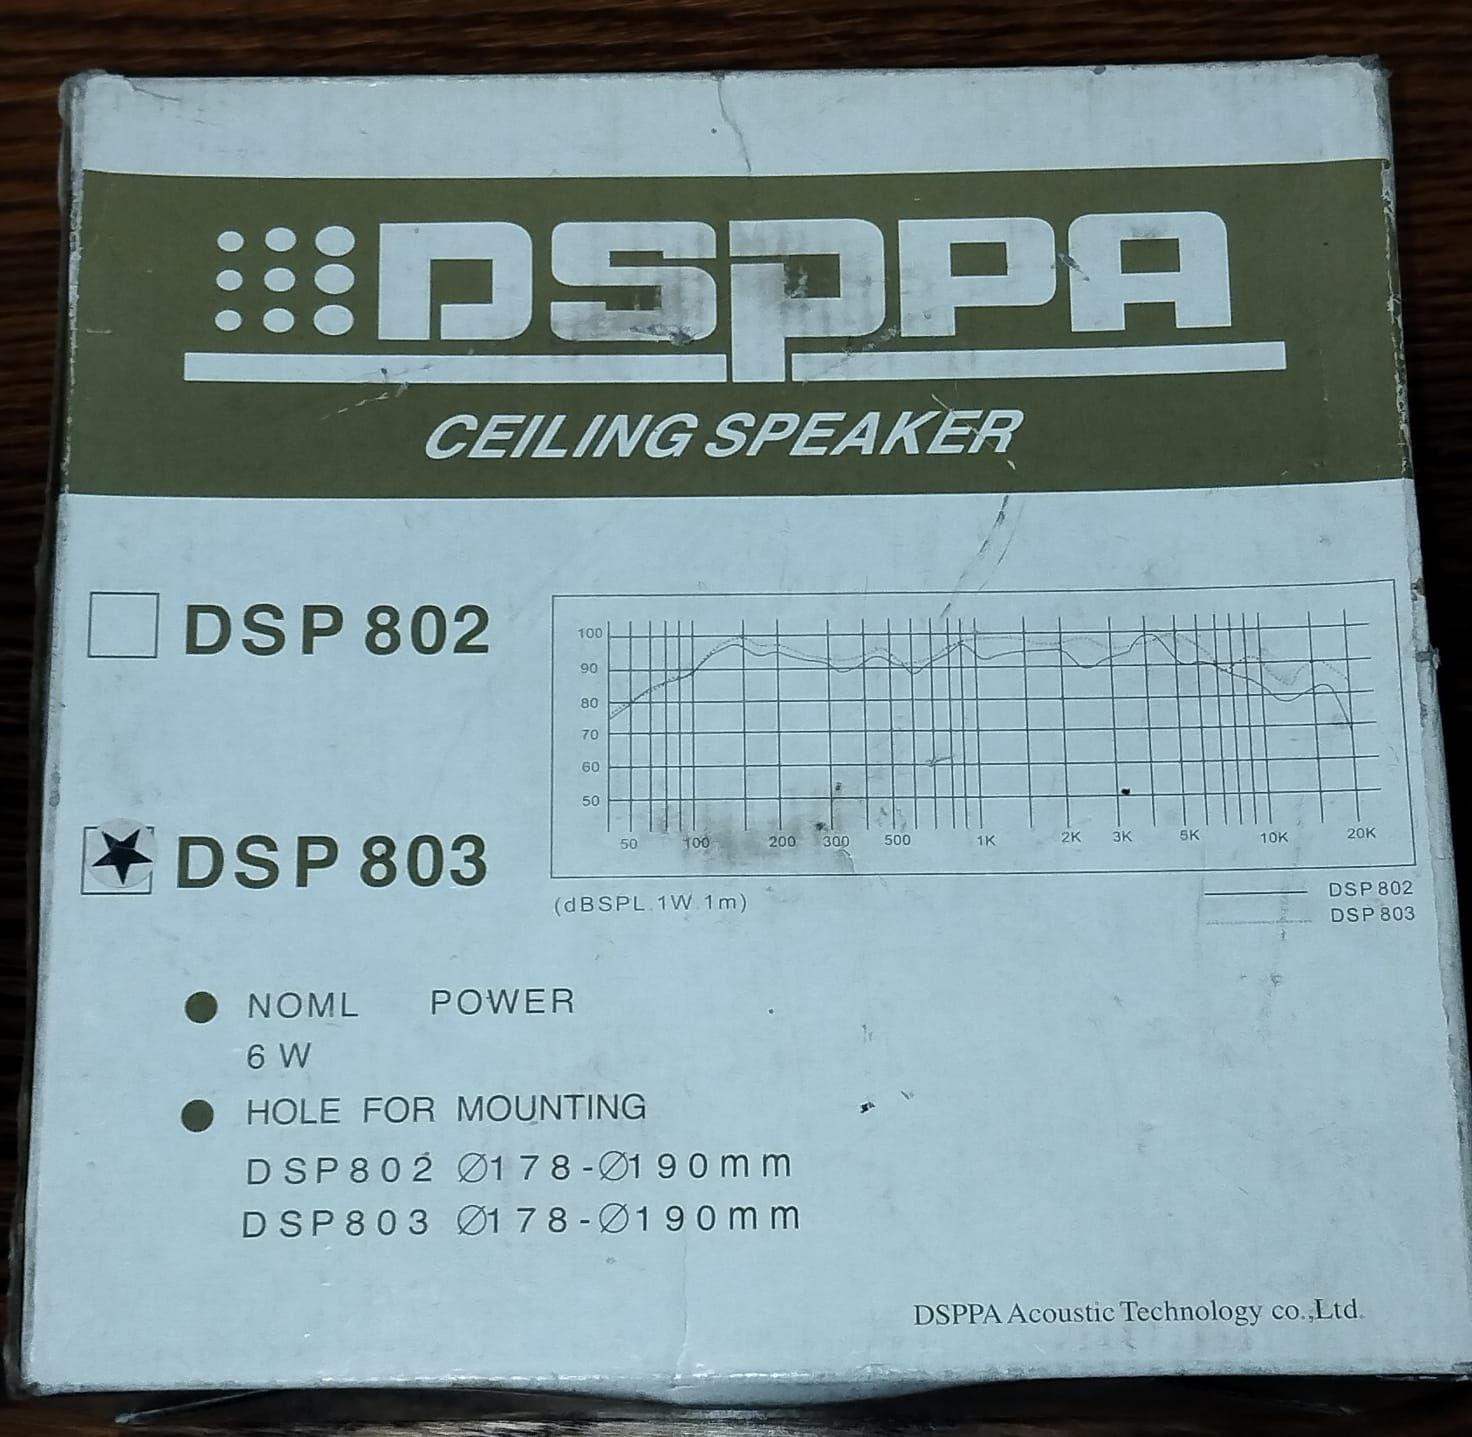 DSPPA
CEILING SPEAKER
DSP 802
100
90
80
70
60
50
50 100 200 300 500 1K 2K 3K 5K 10K 20K
DSP 803
(dBSPL.1W.1m)
DSP 802
DSP 803
NOML POWER
6 W
HOLE FOR MOUNTING
DSP802 Ø178-Ø190mm
DSP803 Ø178-Ø190mm
DSPPA Acoustic Technology co.,Ltd.